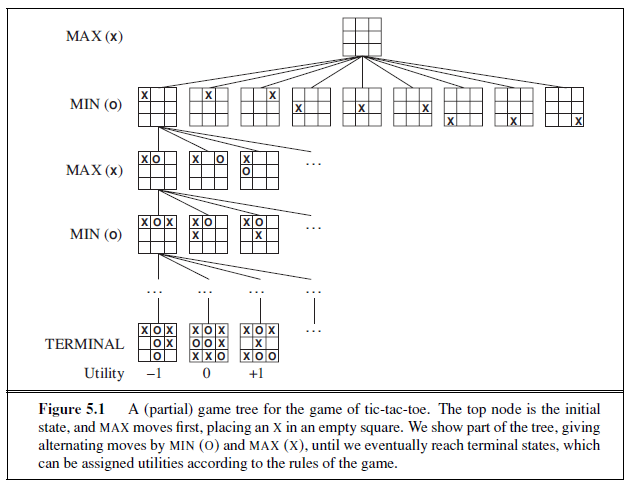 MAX (X)
MIN (O)
X X X X X X X X X
MAX (X)
X O X O X
O
...
MIN (O)
X O X X O X O
X X
...
... ... ... ...
TERMINAL
X O X X O X X O X
O X O O X X
O X X O X O O
...
Utility −1 0 +1
Figure 5.1 A (partial) game tree for the game of tic-tac-toe. The top node is the initial
state, and MAX moves first, placing an X in an empty square. We show part of the tree, giving
alternating moves by MIN (O) and MAX (X), until we eventually reach terminal states, which
can be assigned utilities according to the rules of the game.